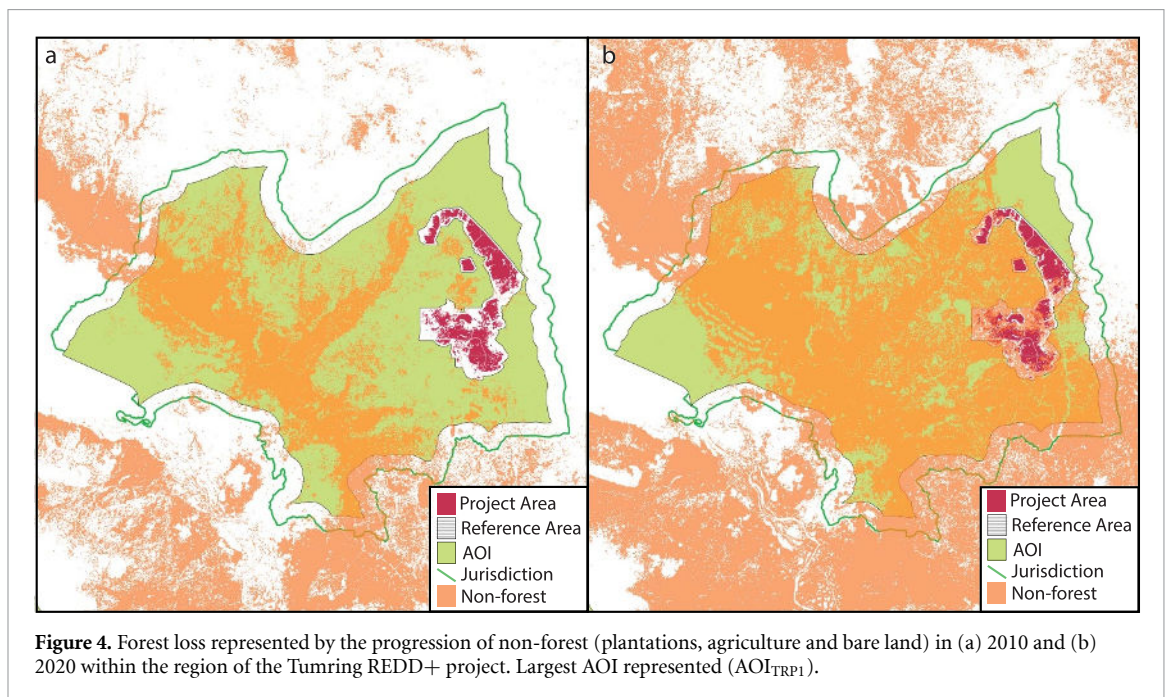 a
Project Area
Reference Area
AOI
Jurisdiction
Non-forest
b
Project Area
Reference Area
AOI
Jurisdiction
Non-forest
Figure 4. Forest loss represented by the progression of non-forest (plantations, agriculture and bare land) in (a) 2010 and (b)
2020 within the region of the Tumring REDD+ project. Largest AOI represented (AOI_TRP1).